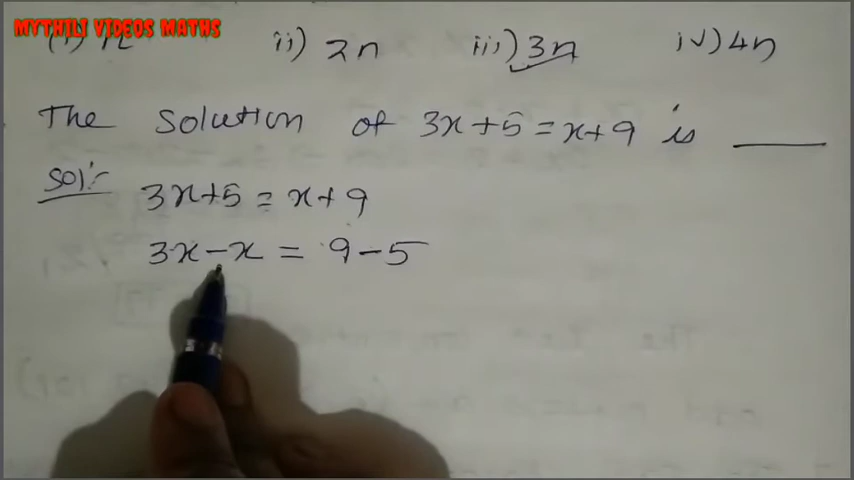 MYTHILI VIDEOS MATHS
(i) n ii) 2n iii) 3n iv) 4n
The solution of 3x+5=x+9 is ____
Sol:-
3x+5 = x+9
3x-x = 9-5